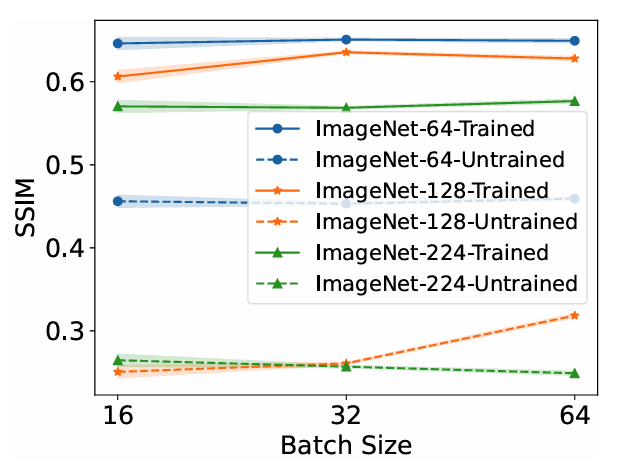 SSIM
0.6
0.5
0.4
0.3
ImageNet-64-Trained
ImageNet-64-Untrained
ImageNet-128-Trained
ImageNet-128-Untrained
ImageNet-224-Trained
ImageNet-224-Untrained
16 32 64
Batch Size